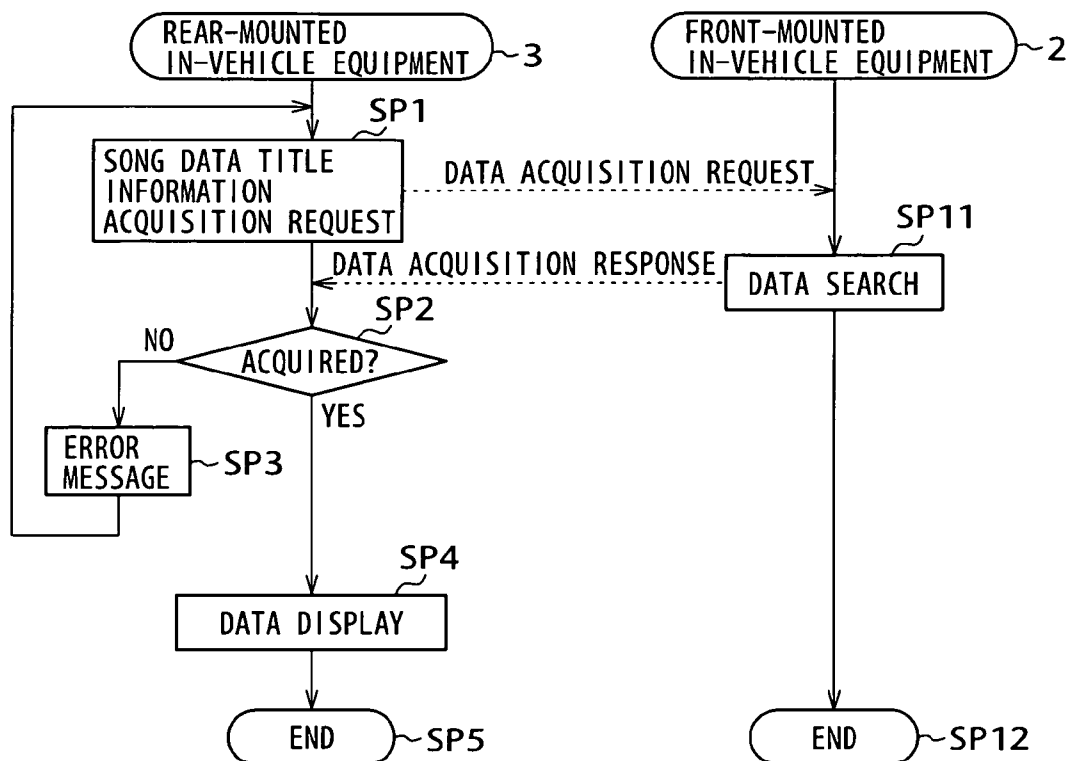 REAR-MOUNTED
IN-VEHICLE EQUIPMENT
3
FRONT-MOUNTED
IN-VEHICLE EQUIPMENT
2
SP1
SONG DATA TITLE
INFORMATION
ACQUISITION REQUEST
DATA ACQUISITION REQUEST
SP11
DATA SEARCH
DATA ACQUISITION RESPONSE
SP2
ACQUIRED?
NO
YES
ERROR
MESSAGE
SP3
SP4
DATA DISPLAY
END
SP5
END
SP12